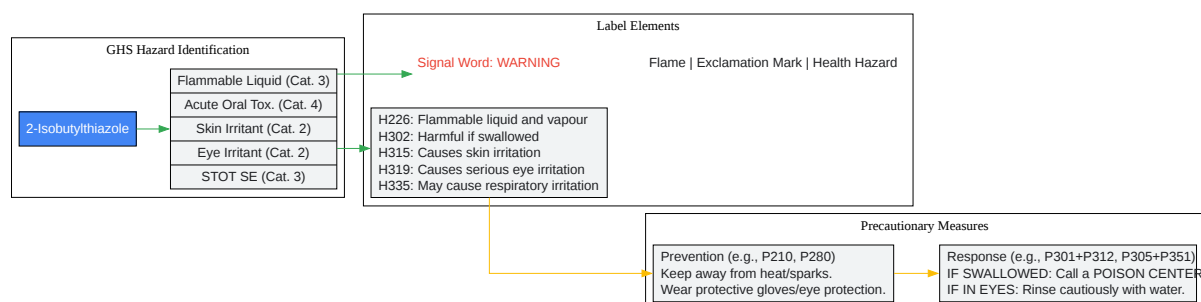 GHS Hazard Identification
2-Isobutylthiazole
Flammable Liquid (Cat. 3)
Acute Oral Tox. (Cat. 4)
Skin Irritant (Cat. 2)
Eye Irritant (Cat. 2)
STOT SE (Cat. 3)
Label Elements
Signal Word: WARNING
Flame | Exclamation Mark | Health Hazard
H226: Flammable liquid and vapour
H302: Harmful if swallowed
H315: Causes skin irritation
H319: Causes serious eye irritation
H335: May cause respiratory irritation
Precautionary Measures
Prevention (e.g., P210, P280)
Keep away from heat/sparks.
Wear protective gloves/eye protection.
Response (e.g., P301+P312, P305+P351)
IF SWALLOWED: Call a POISON CENTER
IF IN EYES: Rinse cautiously with water.